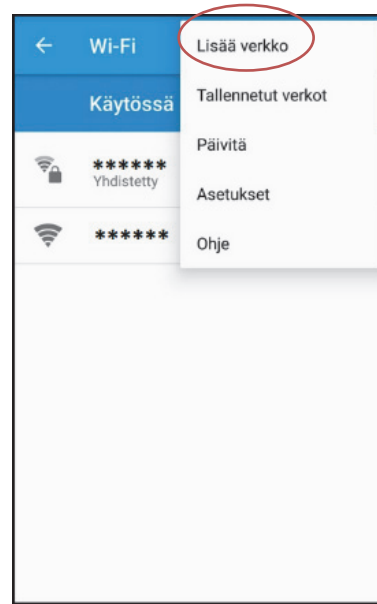 Wi-Fi
Lisää verkko
Käytössä
Tallennetut verkot
Päivitä
******
Yhdistetty
Asetukset
******
Ohje